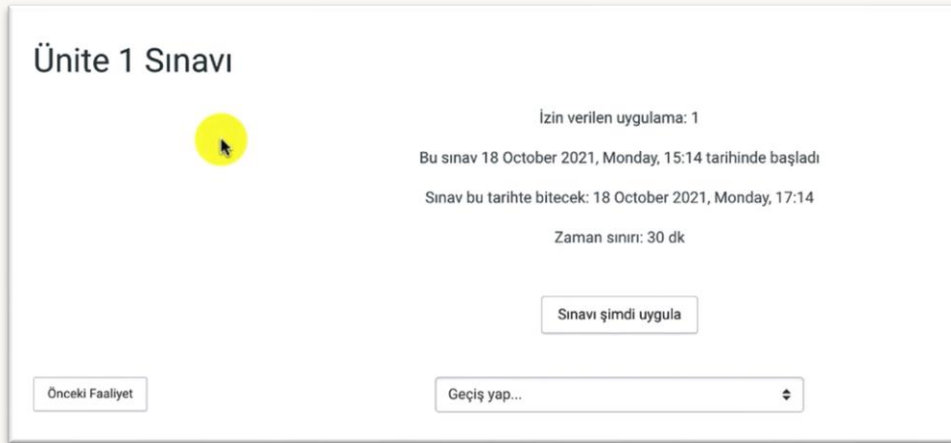 Ünite 1 Sınavı
İzin verilen uygulama: 1
Bu sınav 18 October 2021, Monday, 15:14 tarihinde başladı
Sınav bu tarihte bitecek: 18 October 2021, Monday, 17:14
Zaman sınırı: 30 dk
Sınavı şimdi uygula
Önceki Faaliyet
Geçiş yap...